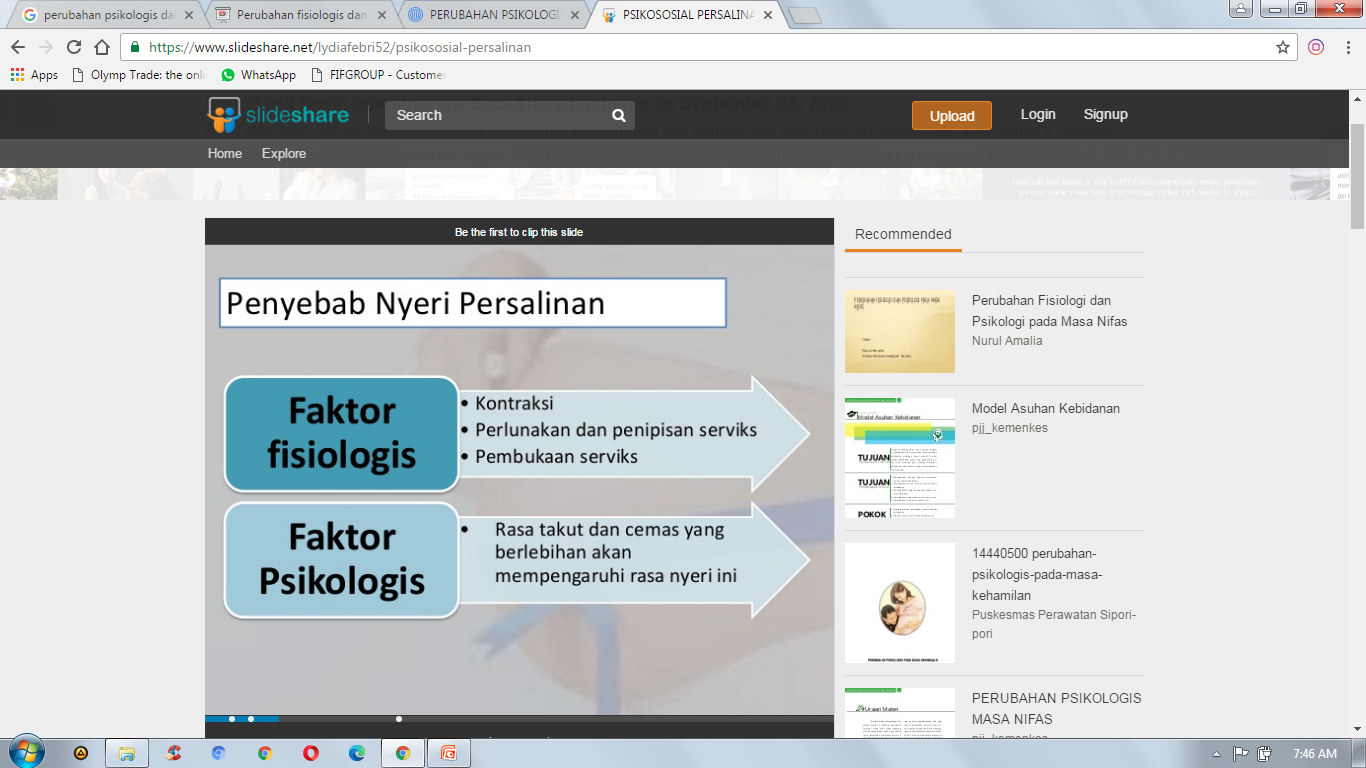 perubahan psikologis da
Perubahan fisiologis dan
PERUBAHAN PSIKOLOGI
PSIKOSOSIAL PERSALINA
https://www.slideshare.net/lydiafebri52/psikososial-persalinan
Apps
Olymp Trade: the onli
WhatsApp
FIFGROUP - Custome
slideshare
Search
Upload
Login
Signup
Home
Explore
Be the first to clip this slide
Penyebab Nyeri Persalinan
Faktor
fisiologis
• Kontraksi
• Perlunakan dan penipisan serviks
• Pembukaan serviks
Faktor
Psikologis
• Rasa takut dan cemas yang
berlebihan akan
mempengaruhi rasa nyeri ini
Recommended
Perubahan Fisiologi dan
Psikologi pada Masa Nifas
Nurul Amalia
Model Asuhan Kebidanan
pjj_kemenkes
Model Asuhan Kebidanan
TUJUAN
TUJUAN
POKOK
14440500 perubahan-
psikologis-pada-masa-
kehamilan
Puskesmas Perawatan Sipori-
pori
PERUBAHAN PSIKOLOGIS
MASA NIFAS
Uraian Materi
7:46 AM